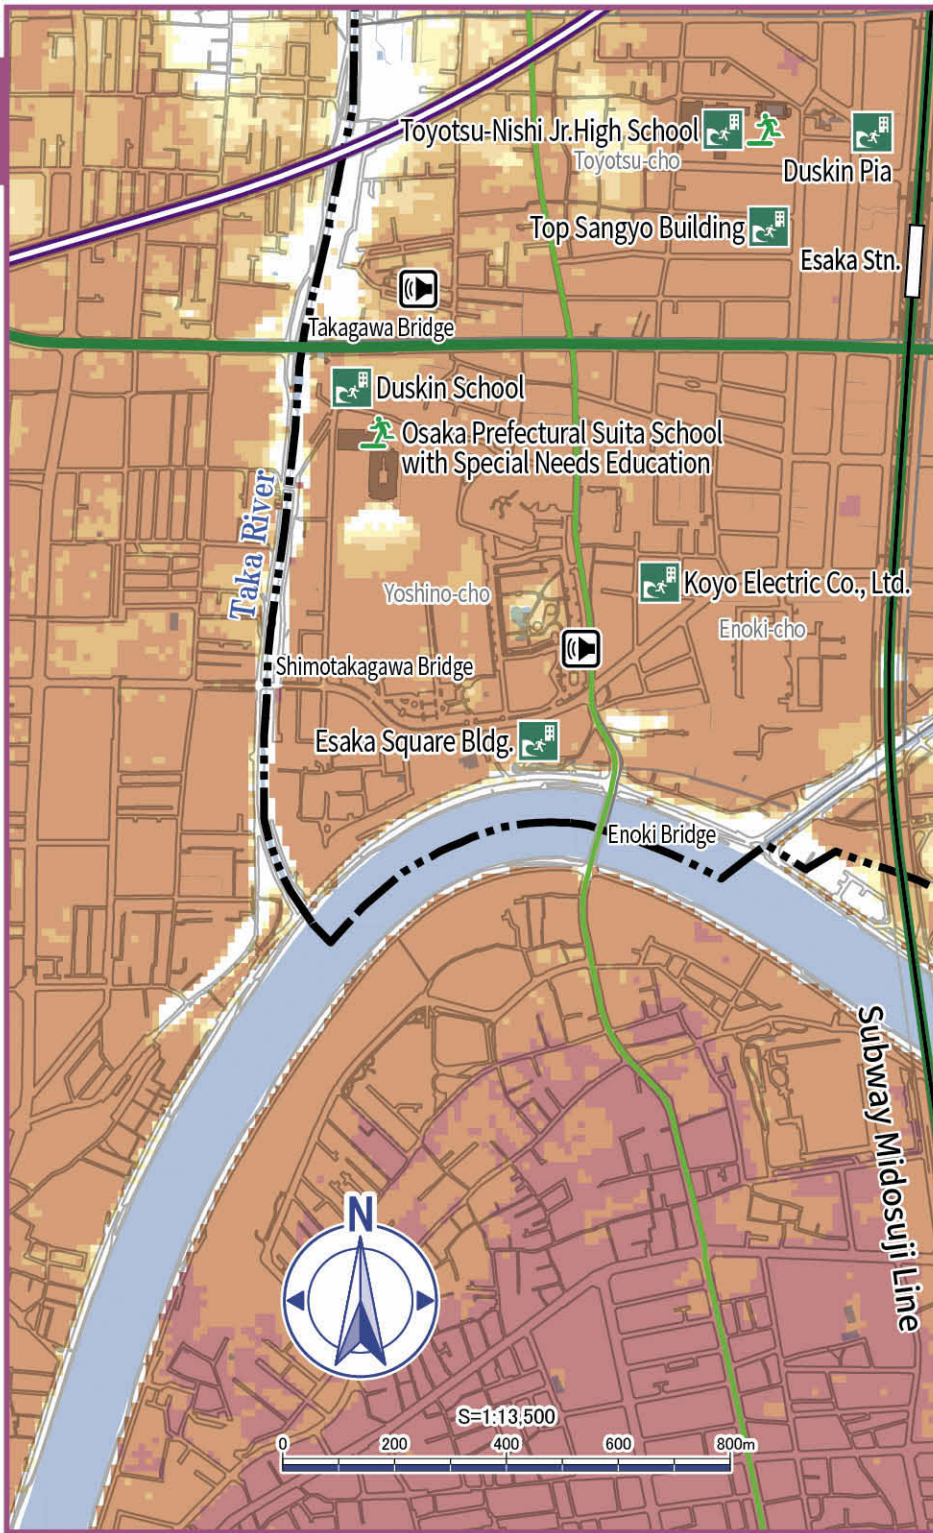 Toyotsu-Nishi Jr.High School
Toyotsu-cho
Duskin Pia
Top Sangyo Building
Esaka Stn.
Takagawa Bridge
Duskin School
Osaka Prefectural Suita School
with Special Needs Education
Taka River
Yoshino-cho
Koyo Electric Co., Ltd.
Enoki-cho
Shimotakagawa Bridge
Esaka Square Bldg.
Enoki Bridge
Subway Midosuji Line
N
S=1:13,500
0 200 400 600 800m